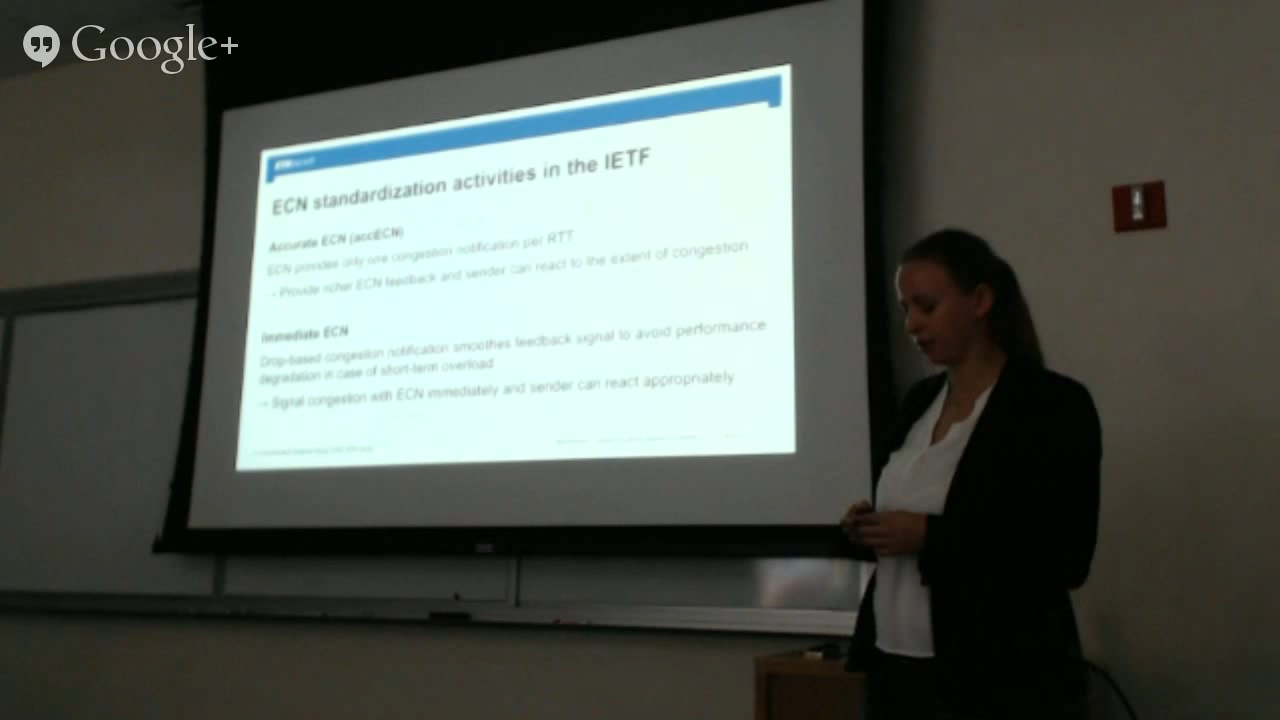 Google+
ETH
ECN standardization activities in the IETF
Accurate ECN (accECN)
ECN provides only one congestion notification per RTT
→ Provide richer ECN feedback and sender can react to the extent of congestion
Immediate ECN
Drop-based congestion notification smoothes feedback signal to avoid performance
degradation in case of short-term overload
→ Signal congestion with ECN immediately and sender can react appropriately